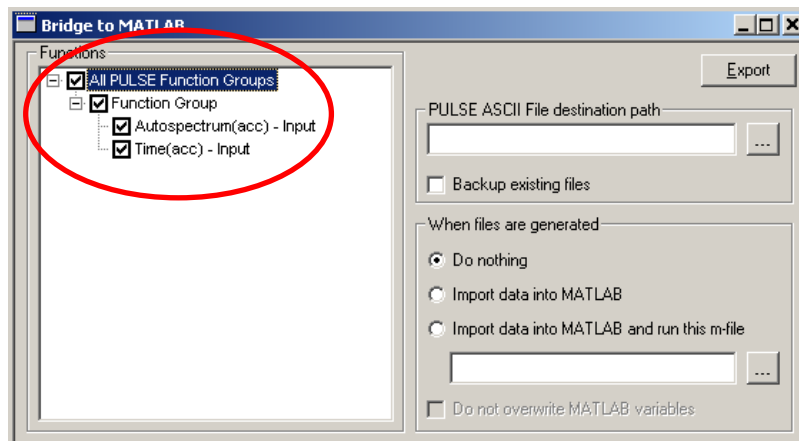 Bridge to MATLAB
Functions
All PULSE Function Groups
Function Group
Autospectrum(acc) - Input
Time(acc) - Input
Export
PULSE ASCII File destination path
...
Backup existing files
When files are generated
Do nothing
Import data into MATLAB
Import data into MATLAB and run this m-file
...
Do not overwrite MATLAB variables